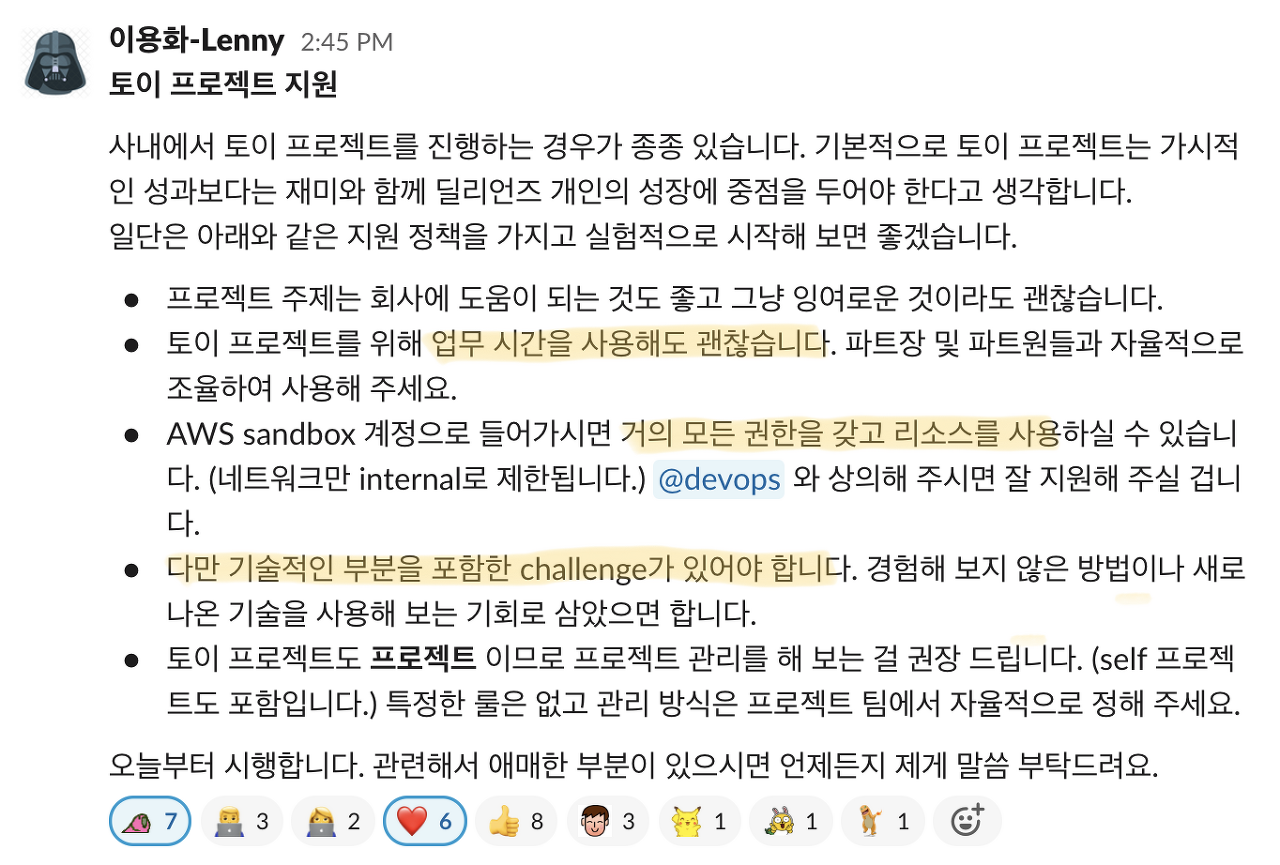 이용화-Lenny 2:45 PM
토이 프로젝트 지원
사내에서 토이 프로젝트를 진행하는 경우가 종종 있습니다. 기본적으로 토이 프로젝트는 가시적
인 성과보다는 재미와 함께 딜리언즈 개인의 성장에 중점을 두어야 한다고 생각합니다.
일단은 아래와 같은 지원 정책을 가지고 실험적으로 시작해 보면 좋겠습니다.
● 프로젝트 주제는 회사에 도움이 되는 것도 좋고 그냥 잉여로운 것이라도 괜찮습니다.
● 토이 프로젝트를 위해 업무 시간을 사용해도 괜찮습니다. 파트장 및 파트원들과 자율적으로
조율하여 사용해 주세요.
● AWS sandbox 계정으로 들어가시면 거의 모든 권한을 갖고 리소스를 사용하실 수 있습니
다. (네트워크만 internal로 제한됩니다.) @devops 와 상의해 주시면 잘 지원해 주실 겁니
다.
● 다만 기술적인 부분을 포함한 challenge가 있어야 합니다. 경험해 보지 않은 방법이나 새로
나온 기술을 사용해 보는 기회로 삼았으면 합니다.
● 토이 프로젝트도 프로젝트 이므로 프로젝트 관리를 해 보는 걸 권장 드립니다. (self 프로젝
트도 포함입니다.) 특정한 룰은 없고 관리 방식은 프로젝트 팀에서 자율적으로 정해 주세요.
오늘부터 시행합니다. 관련해서 애매한 부분이 있으시면 언제든지 제게 말씀 부탁드려요.
7 3 2 6 8 3 1 1 1